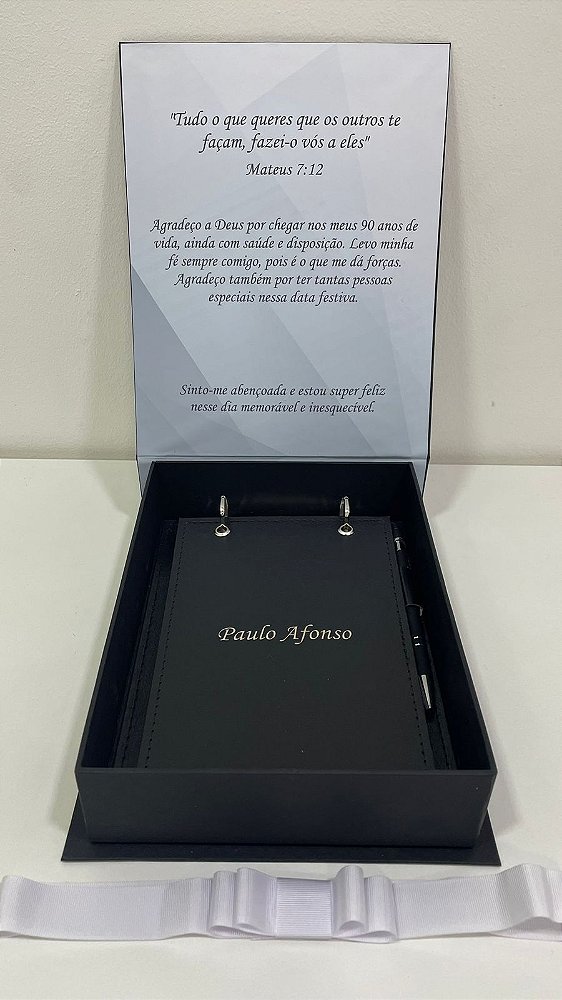 "Tudo o que queres que os outros te
façam, fazei-o vós a eles"
Mateus 7:12
Agradeço a Deus por chegar nos meus 90 anos de
vida, ainda com saúde e disposição. Levo minha
fé sempre comigo, pois é o que me dá forças.
Agradeço também por ter tantas pessoas
especiais nessa data festiva.
Sinto-me abençoada e estou super feliz
nesse dia memorável e inesquecível.
Paulo Afonso